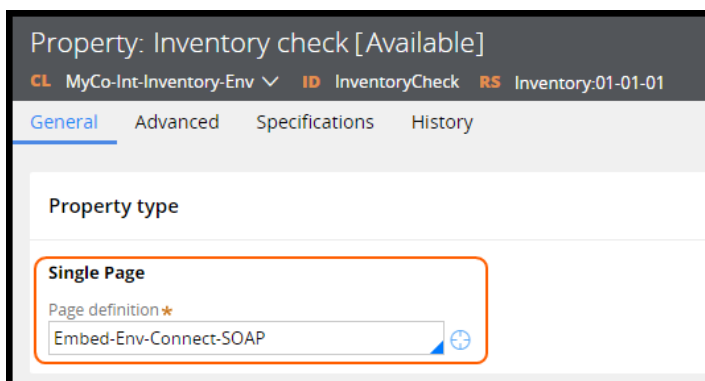 Property: Inventory check [Available]
CL MyCo-Int-Inventory-Env ID InventoryCheck RS Inventory:01-01-01
General Advanced Specifications History
Property type
Single Page
Page definition★
Embed-Env-Connect-SOAP